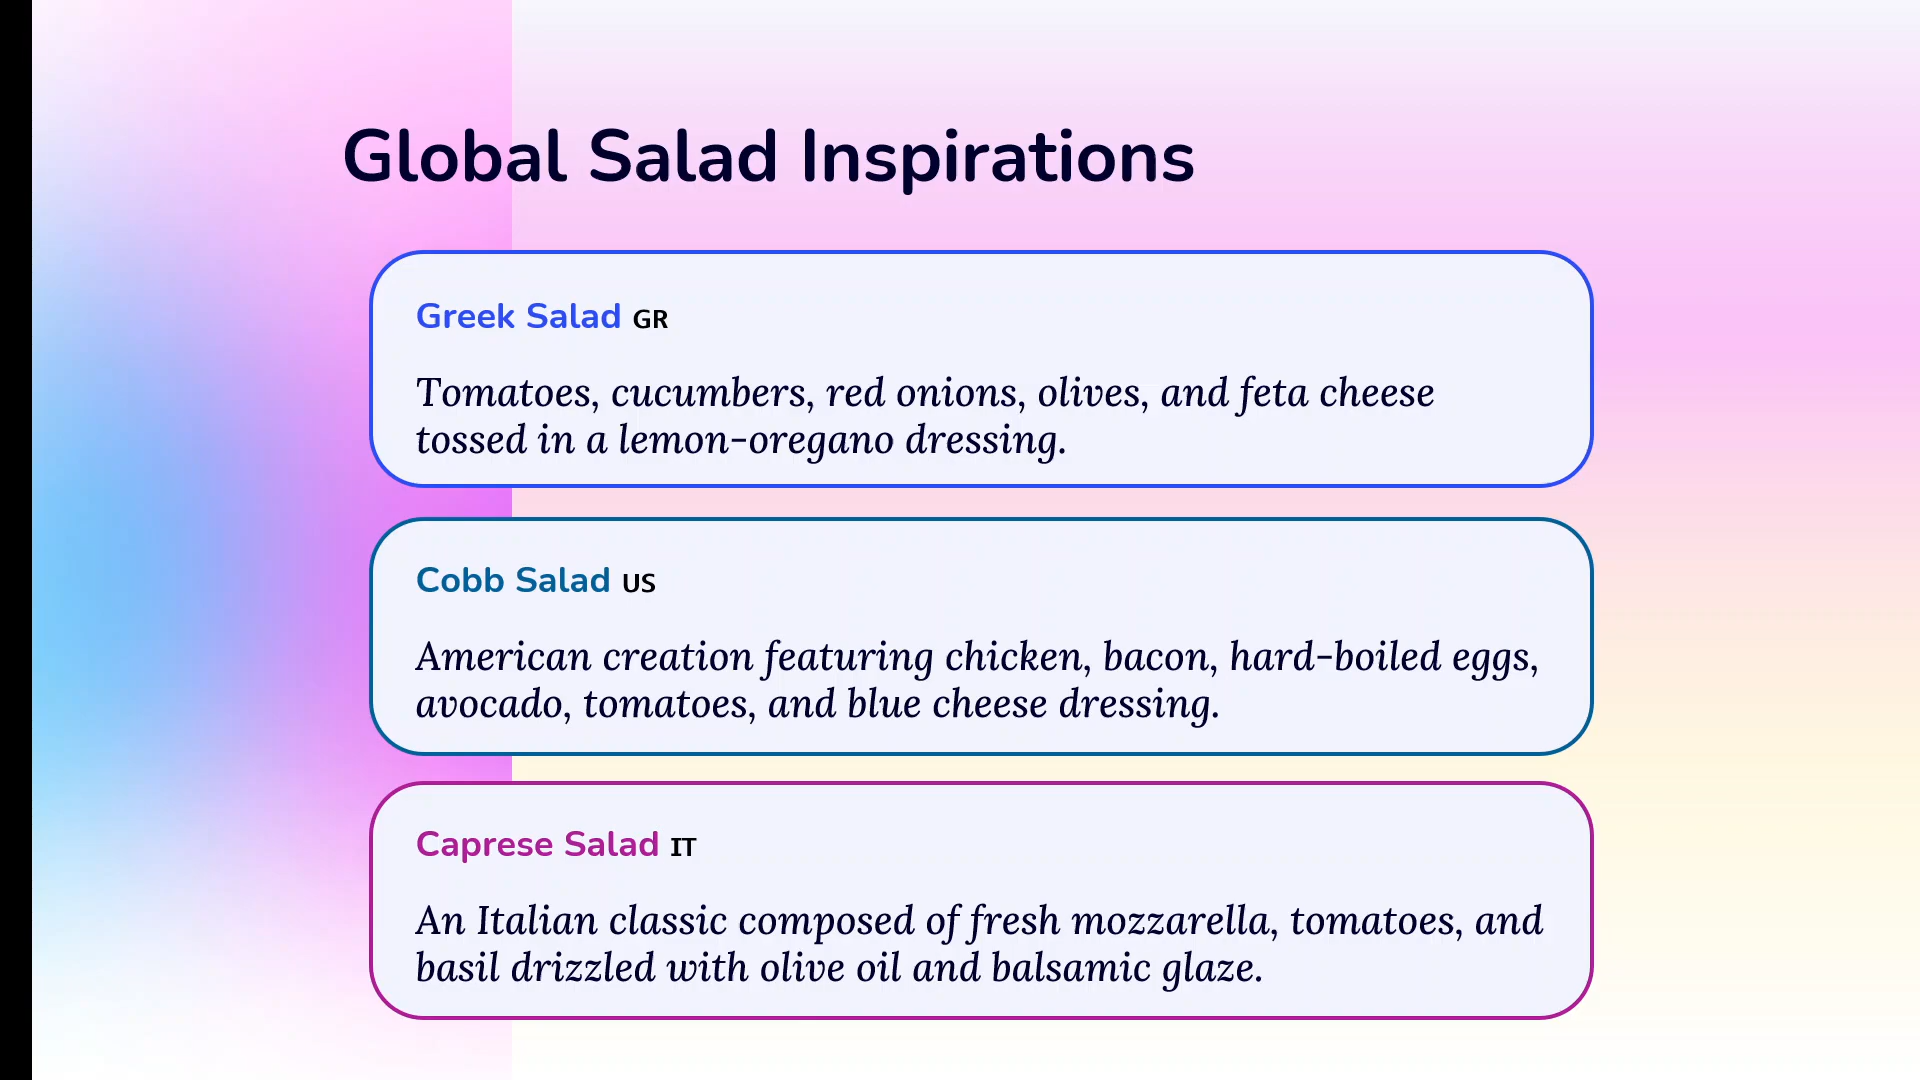 Global Salad Inspirations
Greek Salad GR
Tomatoes, cucumbers, red onions, olives, and feta cheese
tossed in a lemon-oregano dressing.
Cobb Salad US
American creation featuring chicken, bacon, hard-boiled eggs,
avocado, tomatoes, and blue cheese dressing.
Caprese Salad IT
An Italian classic composed of fresh mozzarella, tomatoes, and
basil drizzled with olive oil and balsamic glaze.